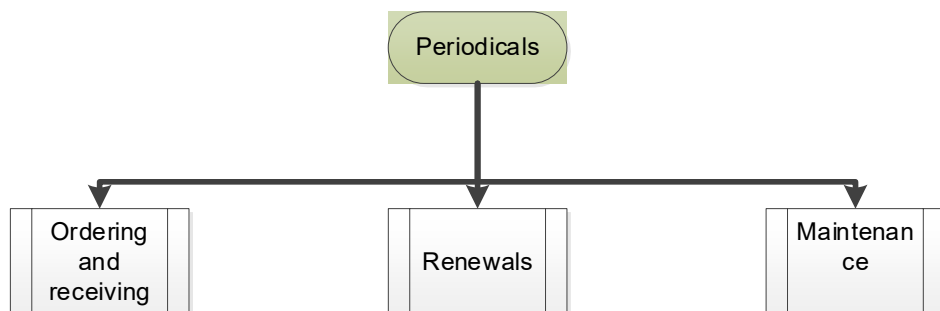 Periodicals
Ordering
and
receiving
Renewals
Maintenan
ce